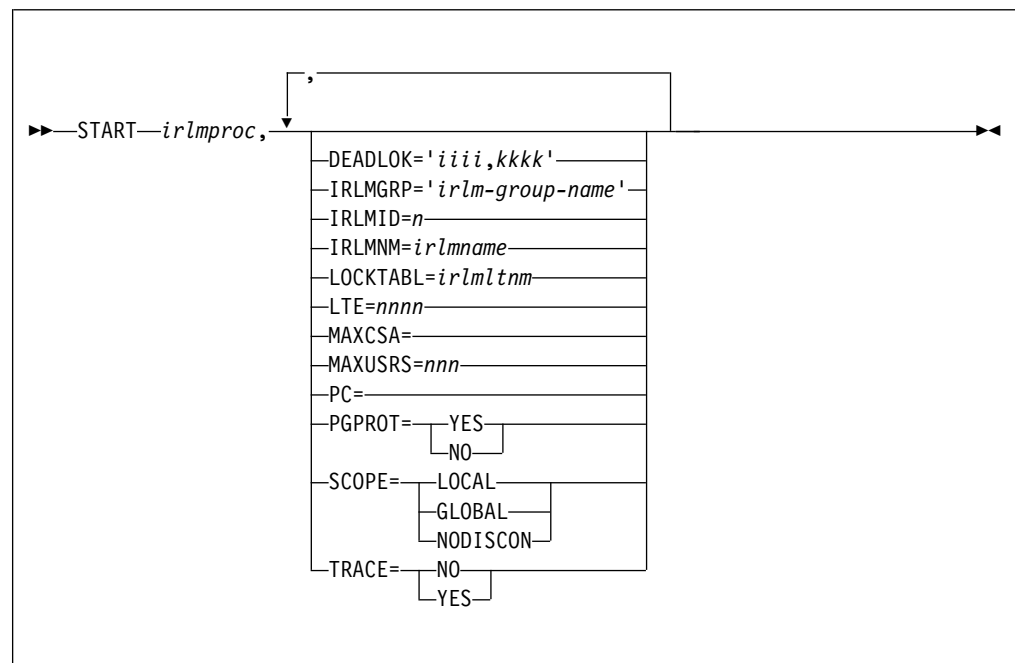 ,
START irlmproc,
DEADLOK='iiii,kkkk'
IRLMGRP='irlm-group-name'
IRLMID=n
IRLMNM=irlmname
LOCKTABL=irlmltnm
LTE=nnnn
MAXCSA=
MAXUSRS=nnn
PC=
PGPROT= YES
NO
SCOPE= LOCAL
GLOBAL
NODISCON
TRACE= NO
YES